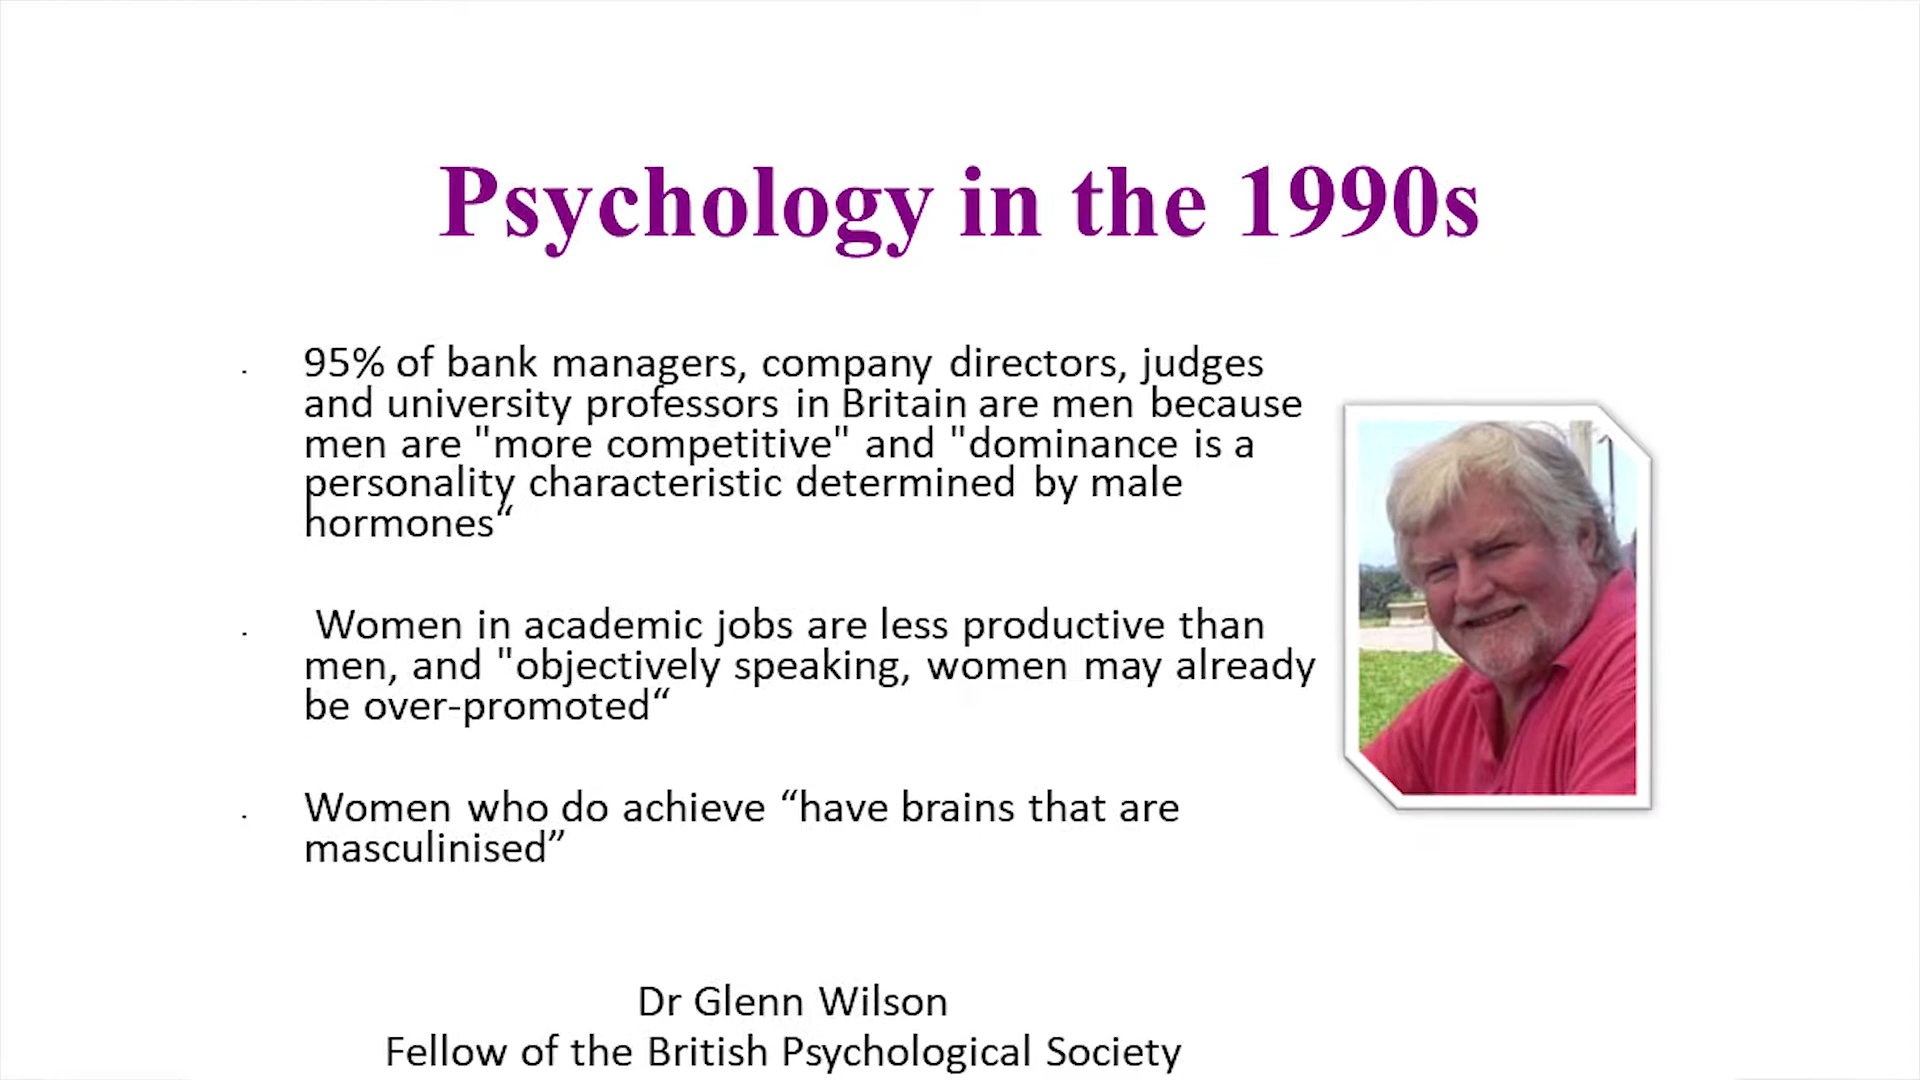 Psychology in the 1990s
· 95% of bank managers, company directors, judges
and university professors in Britain are men because
men are "more competitive" and "dominance is a
personality characteristic determined by male
hormones“
· Women in academic jobs are less productive than
men, and "objectively speaking, women may already
be over-promoted“
· Women who do achieve “have brains that are
masculinised”
Dr Glenn Wilson
Fellow of the British Psychological Society